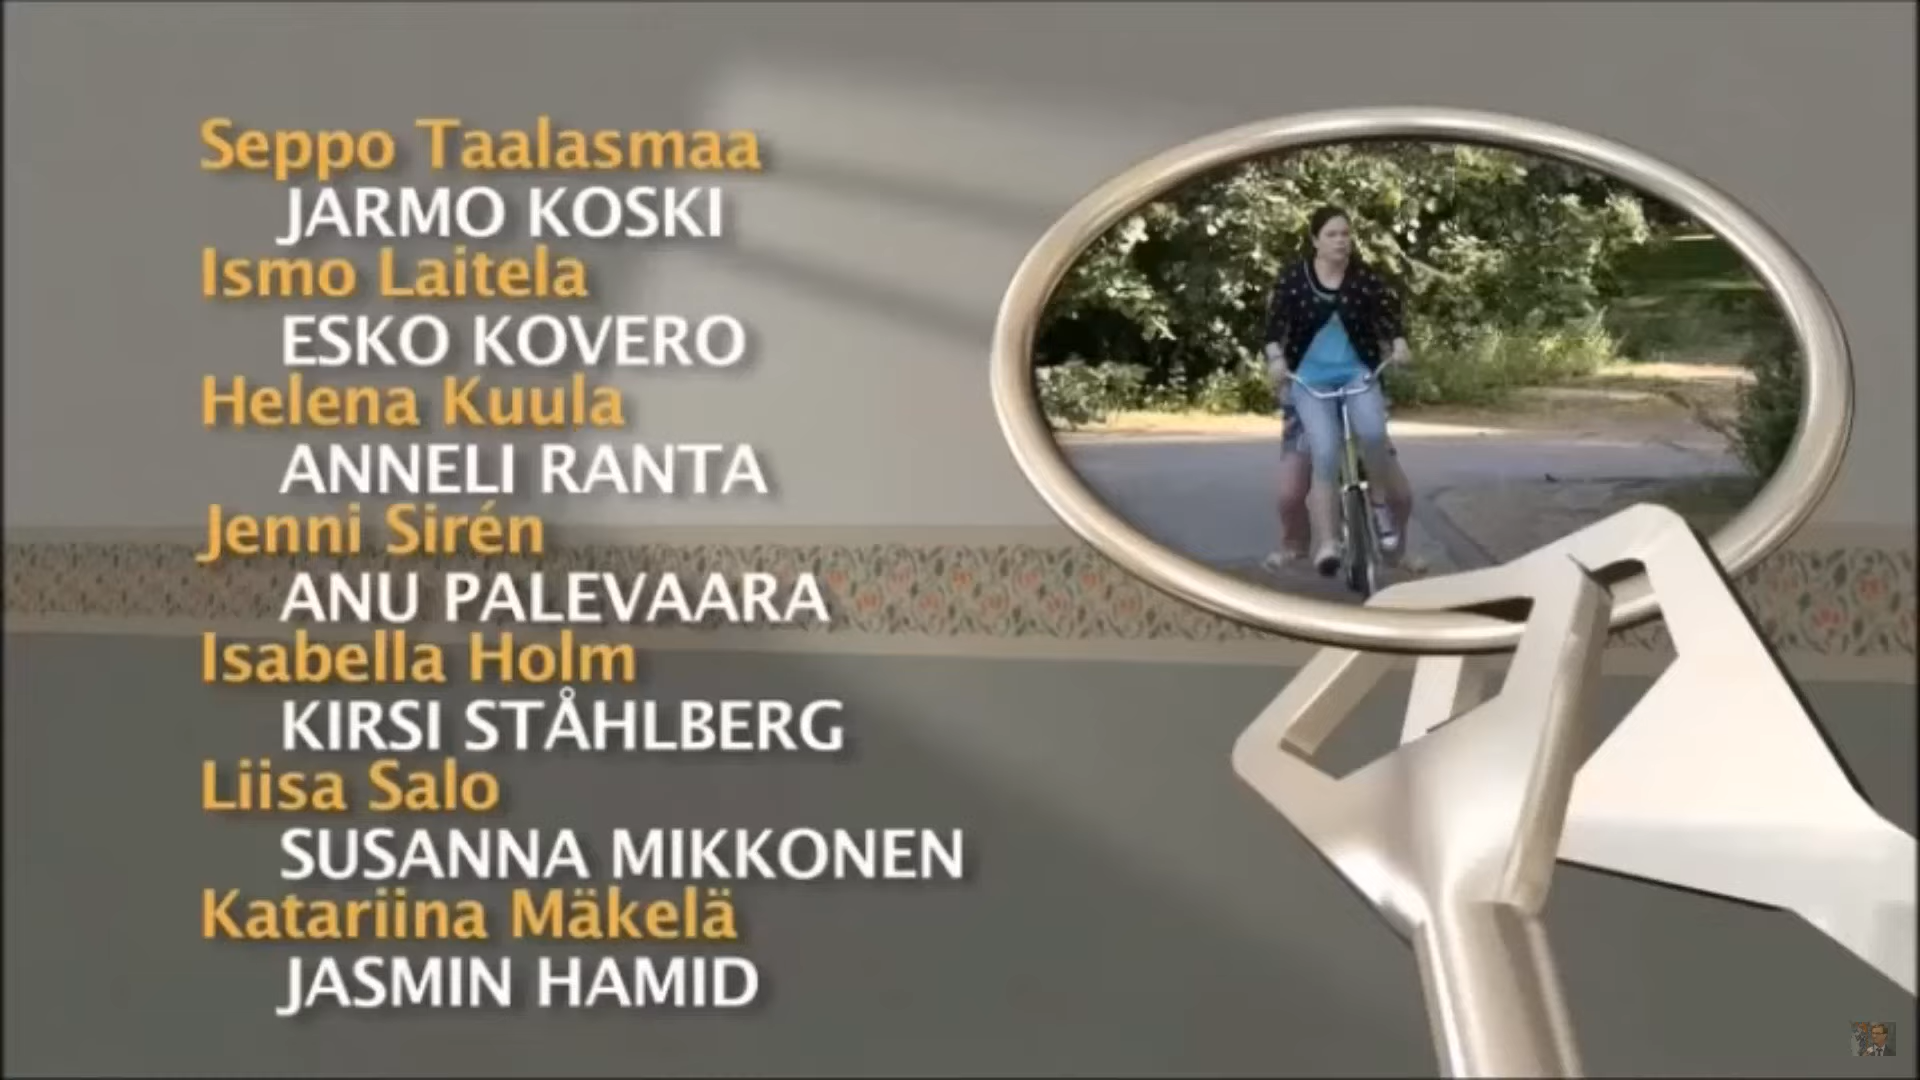 Seppo Taalasmaa
JARMO KOSKI
Ismo Laitela
ESKO KOVERO
Helena Kuula
ANNELI RANTA
Jenni Sirén
ANU PALEVAARA
Isabella Holm
KIRSI STÅHLBERG
Liisa Salo
SUSANNA MIKKONEN
Katariina Mäkelä
JASMIN HAMID